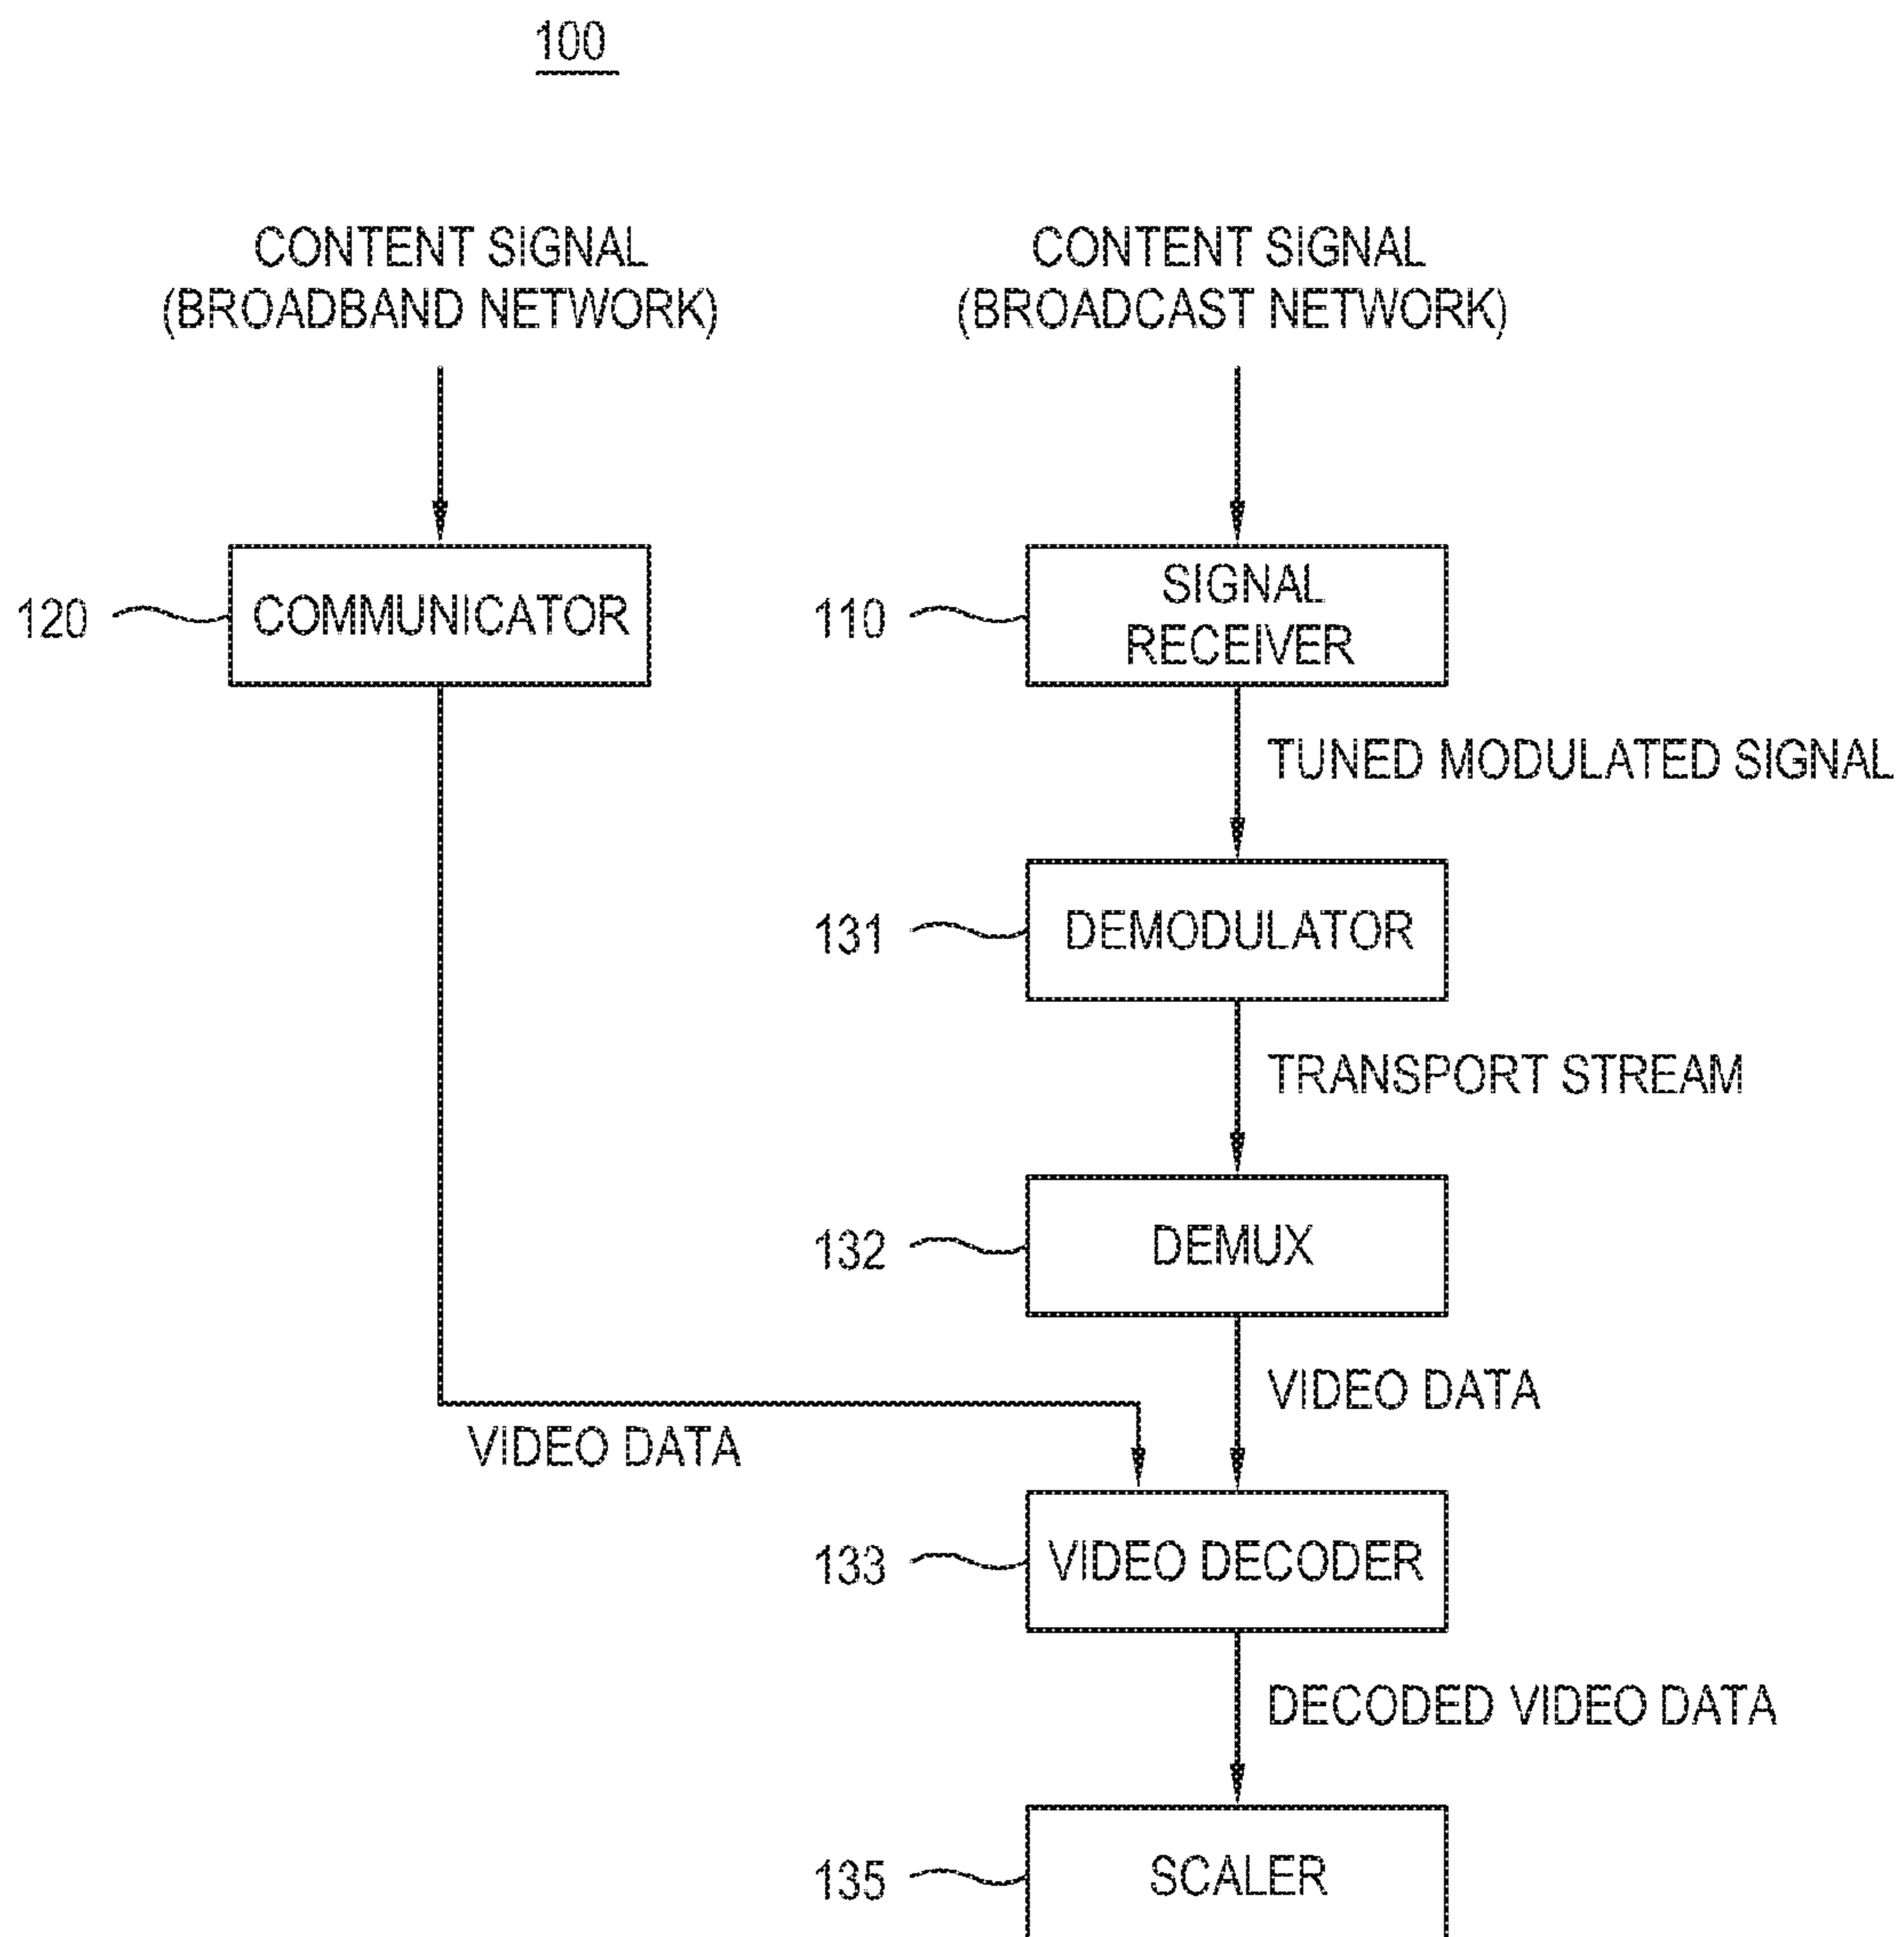 100
CONTENT SIGNAL
(BROADBAND NETWORK)
CONTENT SIGNAL
(BROADCAST NETWORK)
120
COMMUNICATOR
110
SIGNAL
RECEIVER
TUNED MODULATED SIGNAL
131
DEMODULATOR
TRANSPORT STREAM
132
DEMUX
VIDEO DATA
VIDEO DATA
133
VIDEO DECODER
DECODED VIDEO DATA
135
SCALER